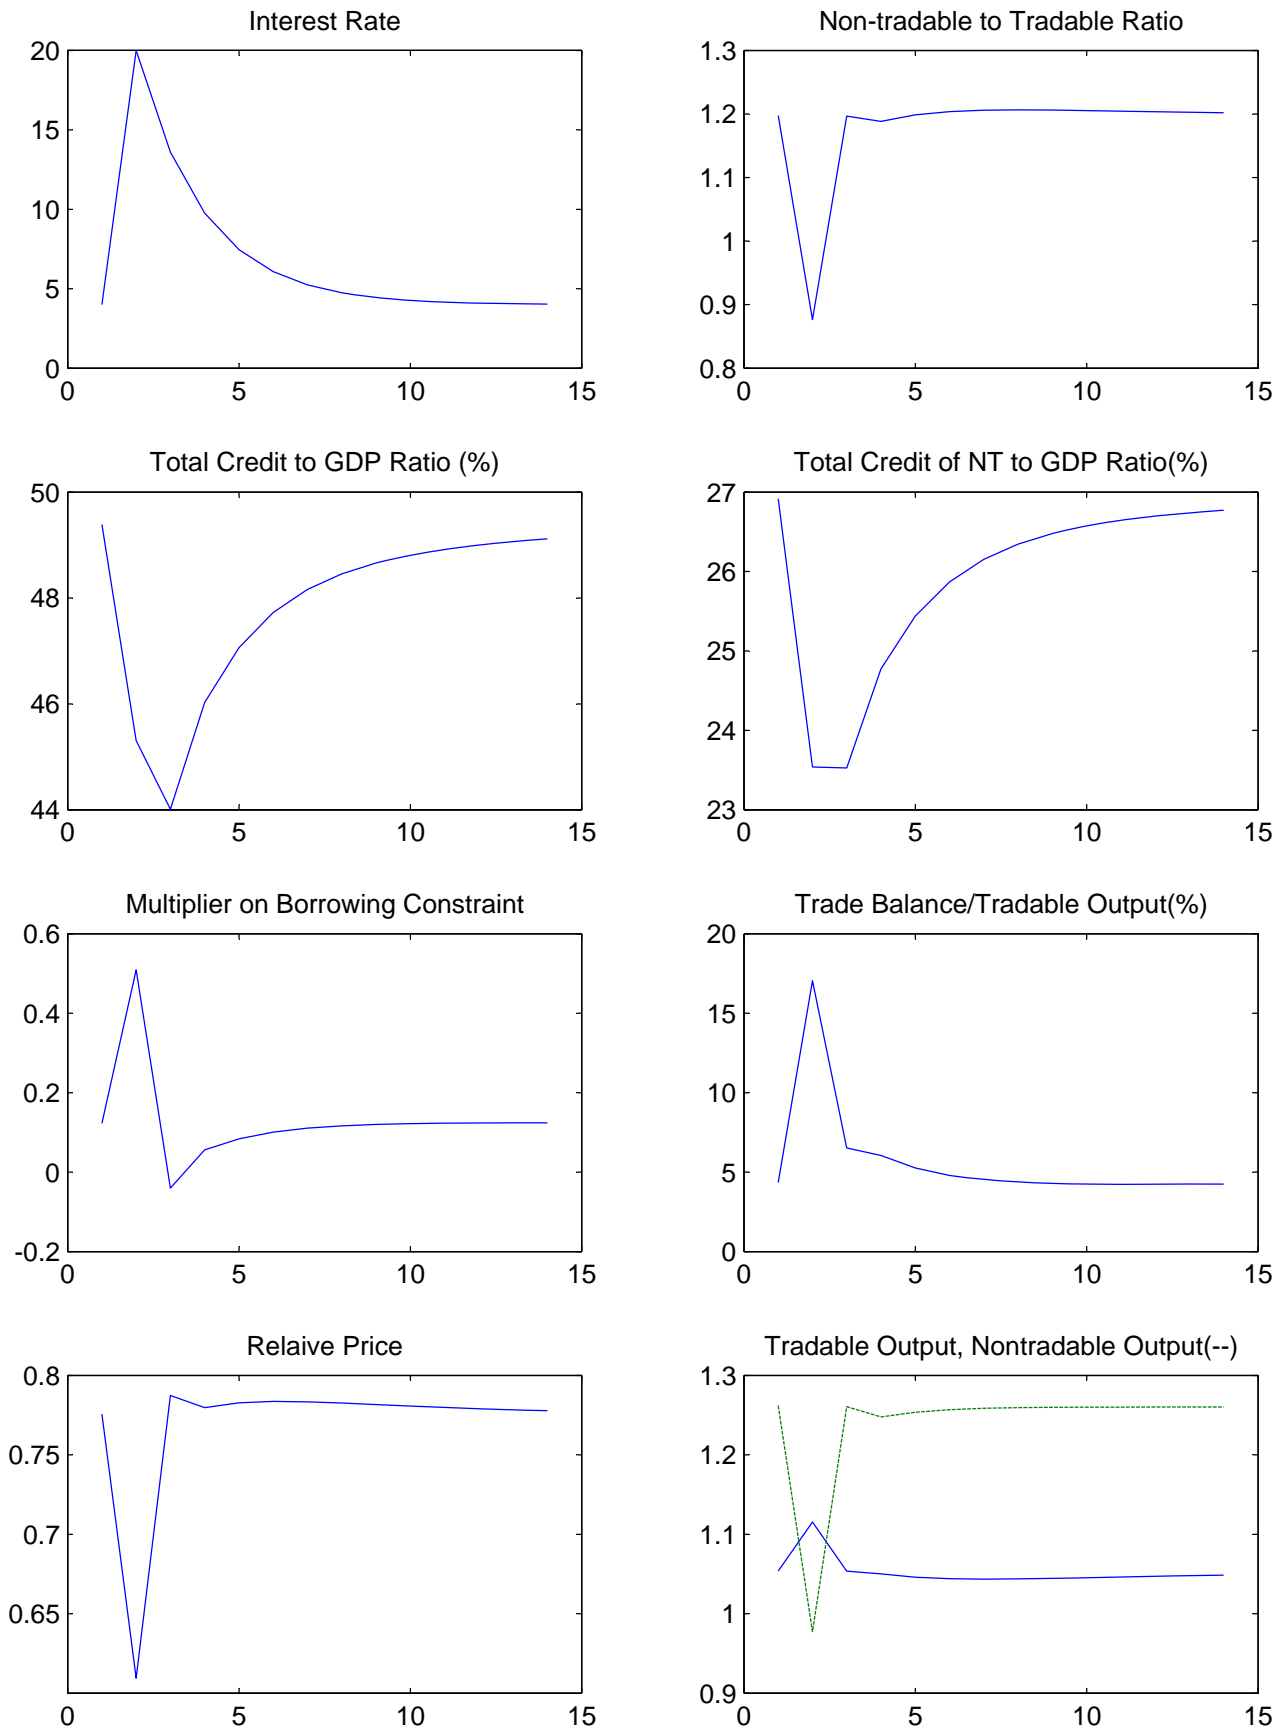 Interest Rate
20
15
10
5
0
0 5 10 15
Non-tradable to Tradable Ratio
1.3
1.2
1.1
1
0.9
0.8
0 5 10 15
Total Credit to GDP Ratio (%)
50
48
46
44
0 5 10 15
Total Credit of NT to GDP Ratio(%)
27
26
25
24
23
0 5 10 15
Multiplier on Borrowing Constraint
0.6
0.4
0.2
0
-0.2
0 5 10 15
Trade Balance/Tradable Output(%)
20
15
10
5
0
0 5 10 15
Relaive Price
0.8
0.75
0.7
0.65
0 5 10 15
Tradable Output, Nontradable Output(--)
1.3
1.2
1.1
1
0.9
0 5 10 15